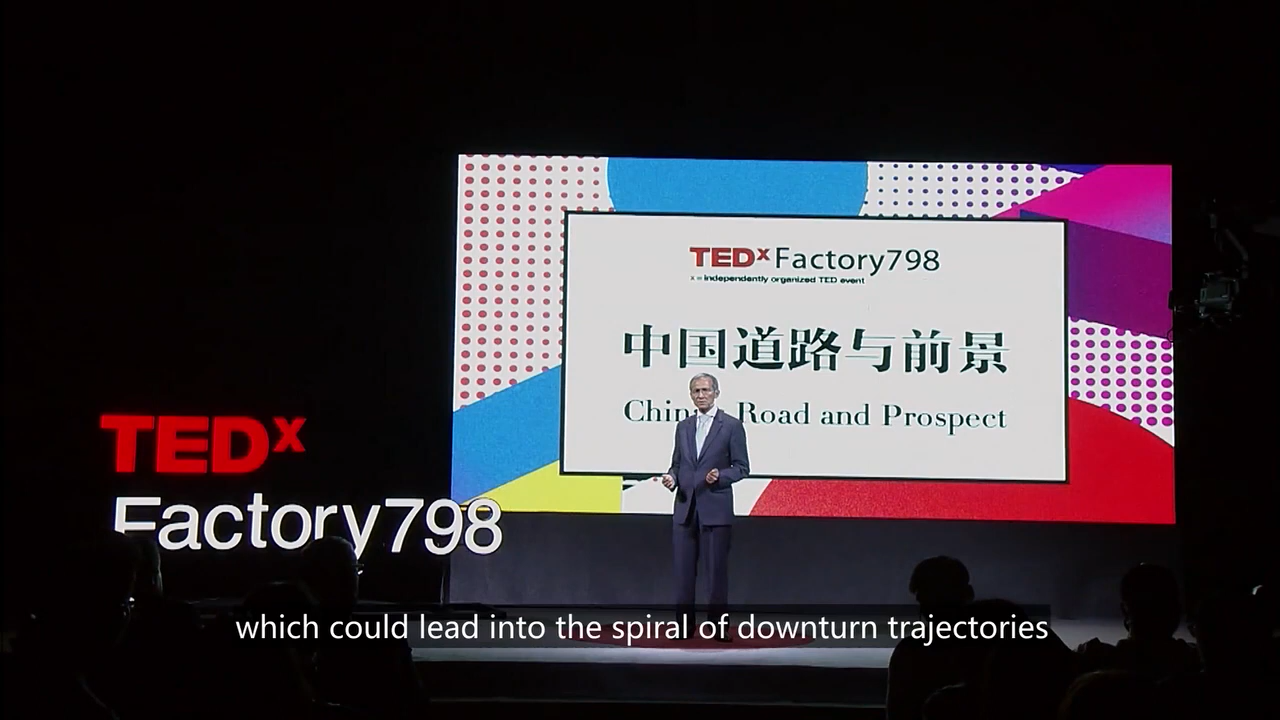 TEDx Factory798
x = independently organized TED event
中国道路与前景
Road and Prospect
TEDx
Factory798
which could lead into the spiral of downturn trajectories